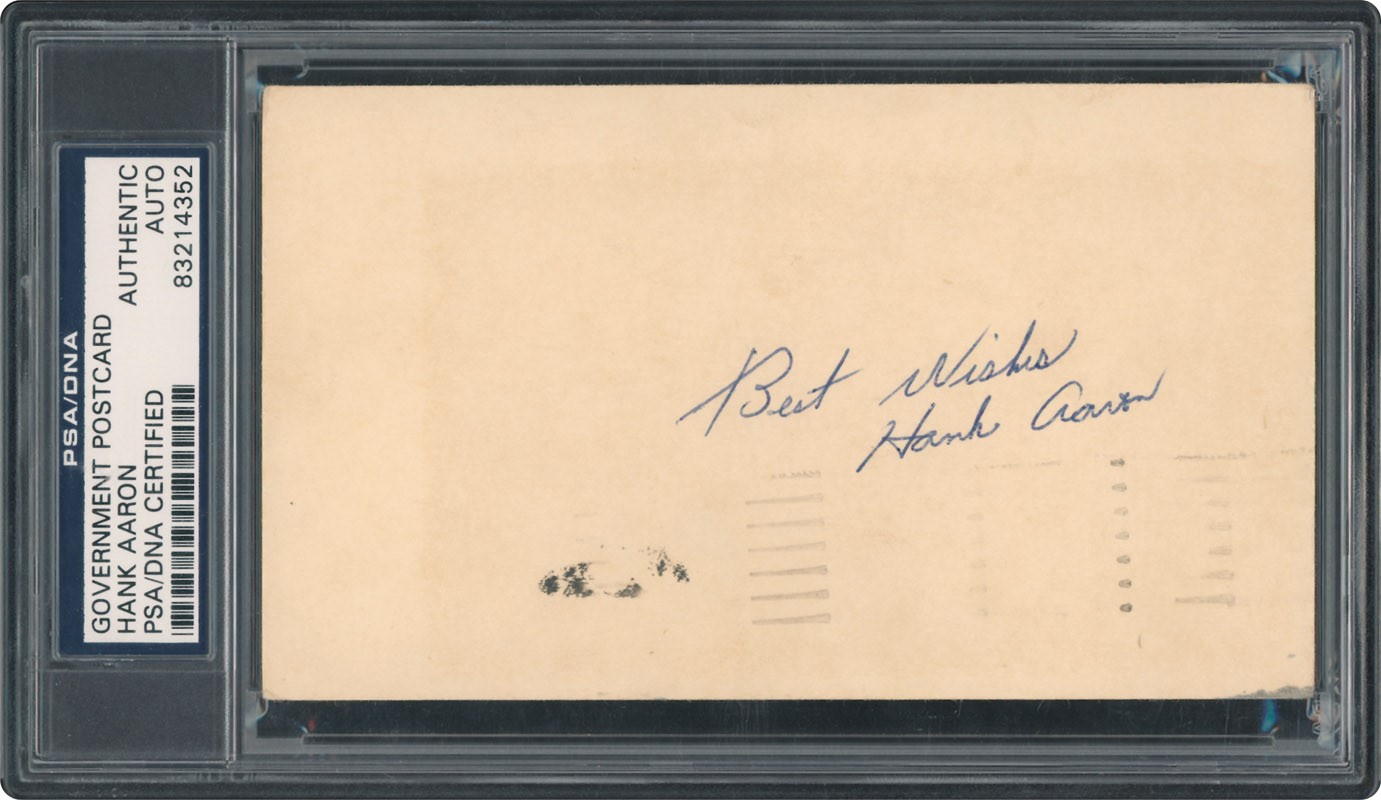 PSA/DNA
GOVERNMENT POSTCARD
HANK AARON
AUTHENTIC
PSA/DNA CERTIFIED
AUTO
83214352
Best Wishes
Hank Aaron